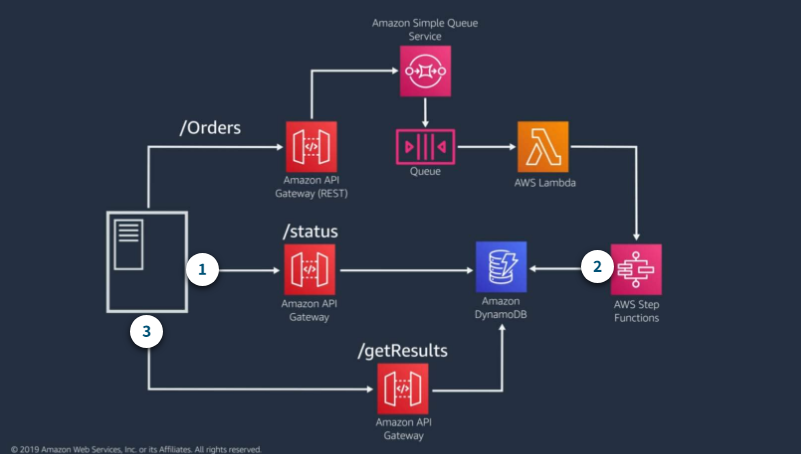 Amazon Simple Queue
Service
/Orders
Amazon API
Gateway (REST)
Queue
AWS Lambda
/status
1
2
Amazon API
Gateway
Amazon
DynamoDB
AWS Step
Functions
3
/getResults
Amazon API
Gateway
© 2019 Amazon Web Services, Inc. or its Affiliates. All rights reserved.